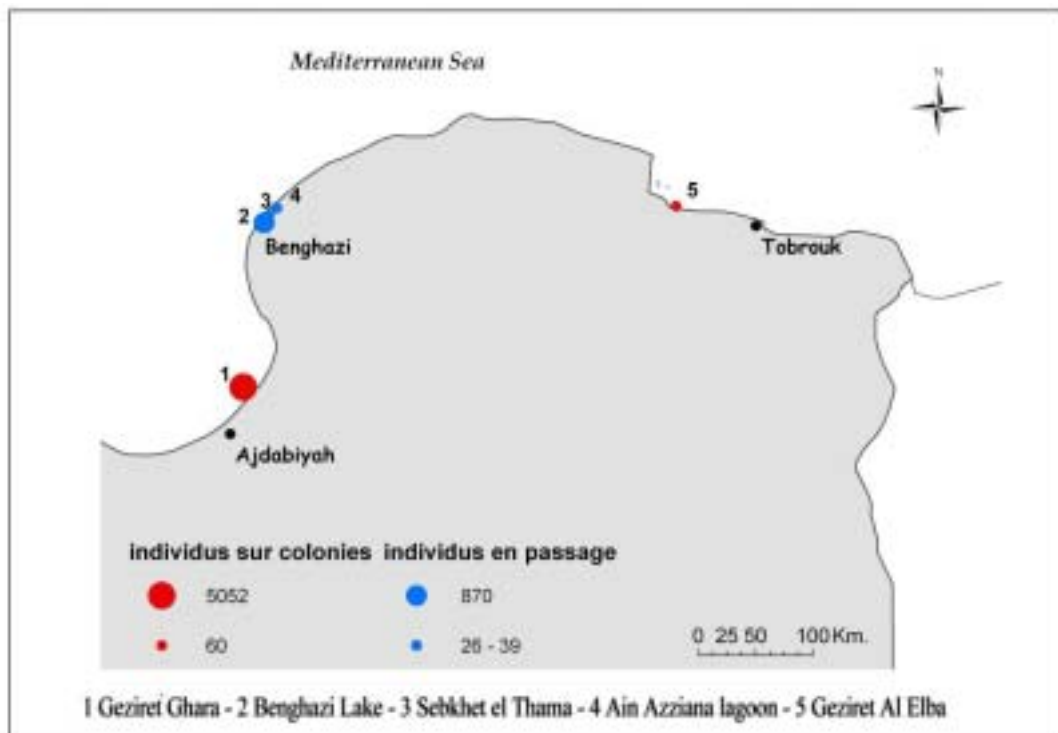 Mediterranean Sea
N
4
3
2
5
Benghazi
Tobrouk
1
Ajdabiyah
individus sur colonies individus en passage
5052 870
60 26 - 39
0 25 50 100 Km.
1 Geziret Ghara - 2 Benghazi Lake - 3 Sebkhet el Thama - 4 Ain Azziana lagoon - 5 Geziret Al Elba